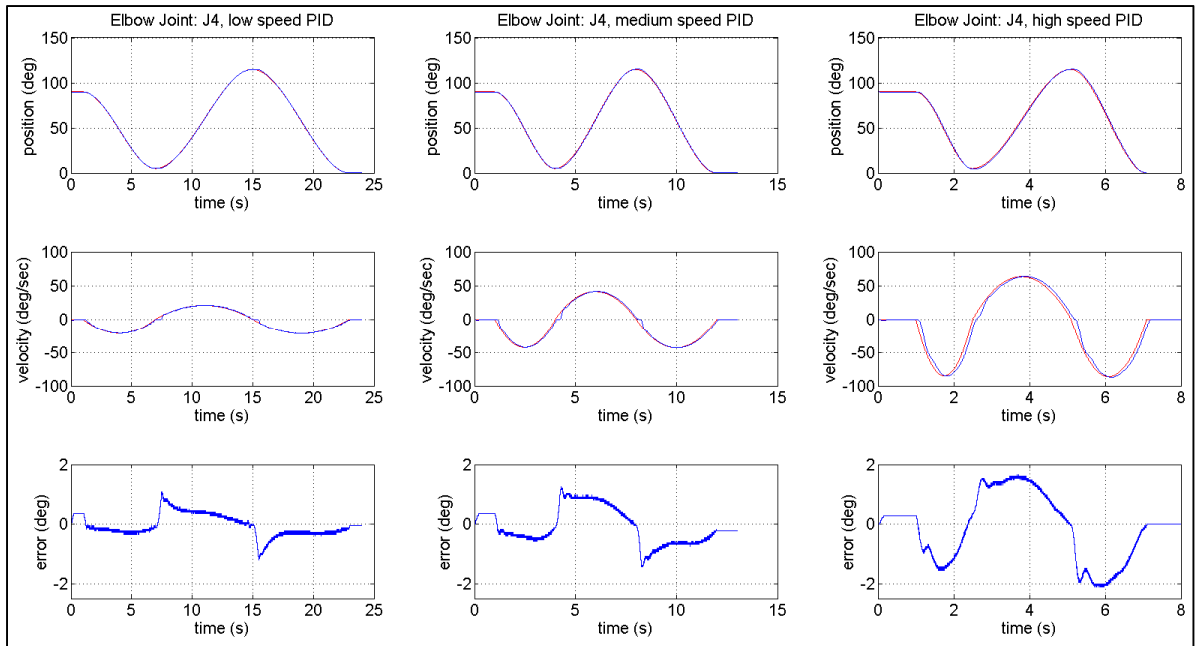 Elbow Joint: J4, low speed PID
150
100
50
0
position (deg)
0 5 10 15 20 25
time (s)
Elbow Joint: J4, medium speed PID
150
100
50
0
position (deg)
0 5 10 15
time (s)
Elbow Joint: J4, high speed PID
150
100
50
0
position (deg)
0 2 4 6 8
time (s)
100
50
0
-50
-100
velocity (deg/sec)
0 5 10 15 20 25
time (s)
100
50
0
-50
-100
velocity (deg/sec)
0 5 10 15
time (s)
100
50
0
-50
-100
velocity (deg/sec)
0 2 4 6 8
time (s)
2
0
-2
error (deg)
0 5 10 15 20 25
time (s)
2
0
-2
error (deg)
0 5 10 15
time (s)
2
0
-2
error (deg)
0 2 4 6 8
time (s)